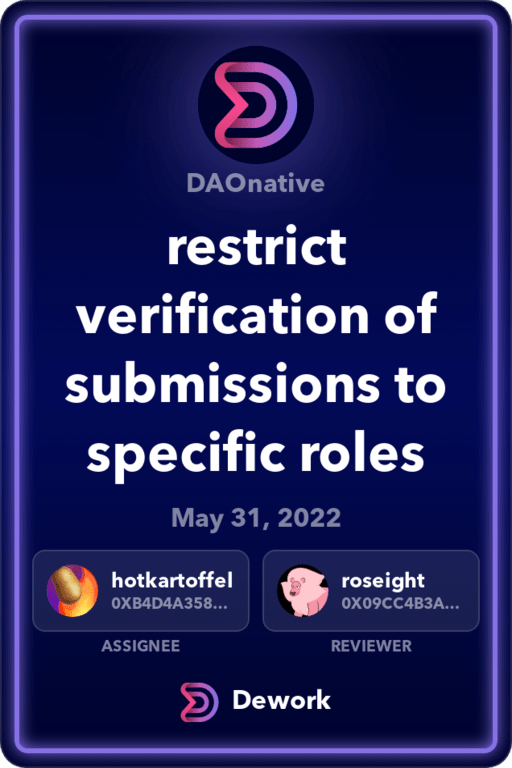 DAOnative
restrict
verification of
submissions to
specific roles
May 31, 2022
hotkartoffel
0XB4D4A358...
roseight
0X09CC4B3A...
ASSIGNEE
REVIEWER
Dework